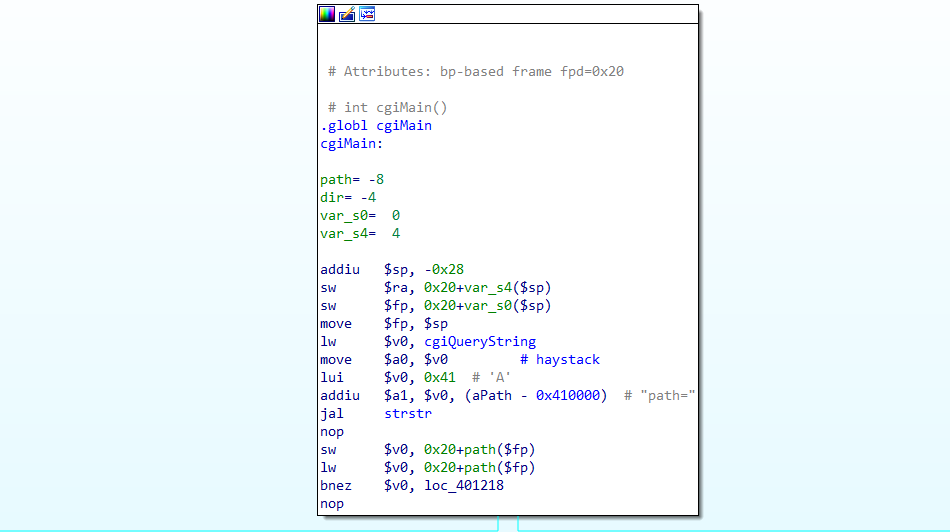 # Attributes: bp-based frame fpd=0x20
# int cgiMain()
.globl cgiMain
cgiMain:
path= -8
dir= -4
var_s0=  0
var_s4=  4
addiu   $sp, -0x28
sw      $ra, 0x20+var_s4($sp)
sw      $fp, 0x20+var_s0($sp)
move    $fp, $sp
lw      $v0, cgiQueryString
move    $a0, $v0         # haystack
lui     $v0, 0x41  # 'A'
addiu   $a1, $v0, (aPath - 0x410000)  # "path="
jal     strstr
nop
sw      $v0, 0x20+path($fp)
lw      $v0, 0x20+path($fp)
bnez    $v0, loc_401218
nop